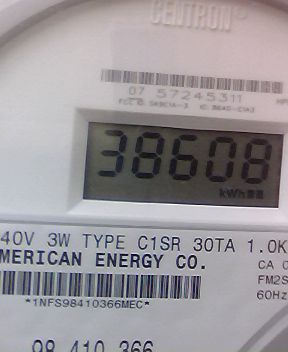 CENTRON®
07 57245311
38608
kWh
40V 3W TYPE C1SR 30TA 1.0K
MERICAN ENERGY CO.
CA 0
FM2S
60Hz
*1NFS98410366MEC*
98 410 366